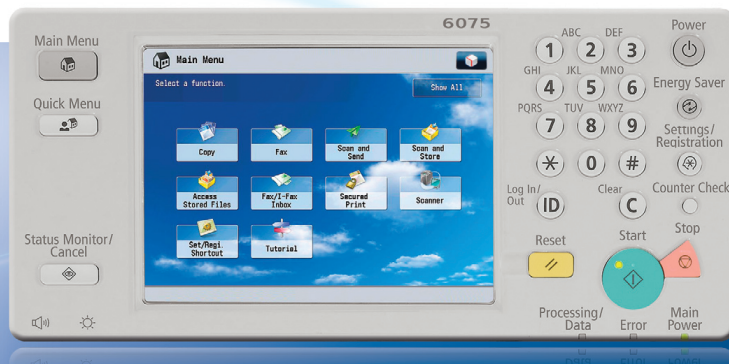 6075
Main Menu
Quick Menu
Status Monitor/
Cancel
Main Menu
Select a function.
Show All
Copy
Fax
Scan and
Send
Scan and
Store
Access
Stored Files
Fax/I-Fax
Inbox
Secured
Print
Scanner
Set/Regi.
Shortcut
Tutorial
ABC
DEF
1
2
3
GHI
JKL
MNO
4
5
6
PQRS
TUV
WXYZ
7
8
9
0
#
Log In/
Out
ID
Clear
C
Power
Energy Saver
Settings/
Registration
Counter Check
Reset
Start
Stop
Processing/
Data
Error
Main
Power